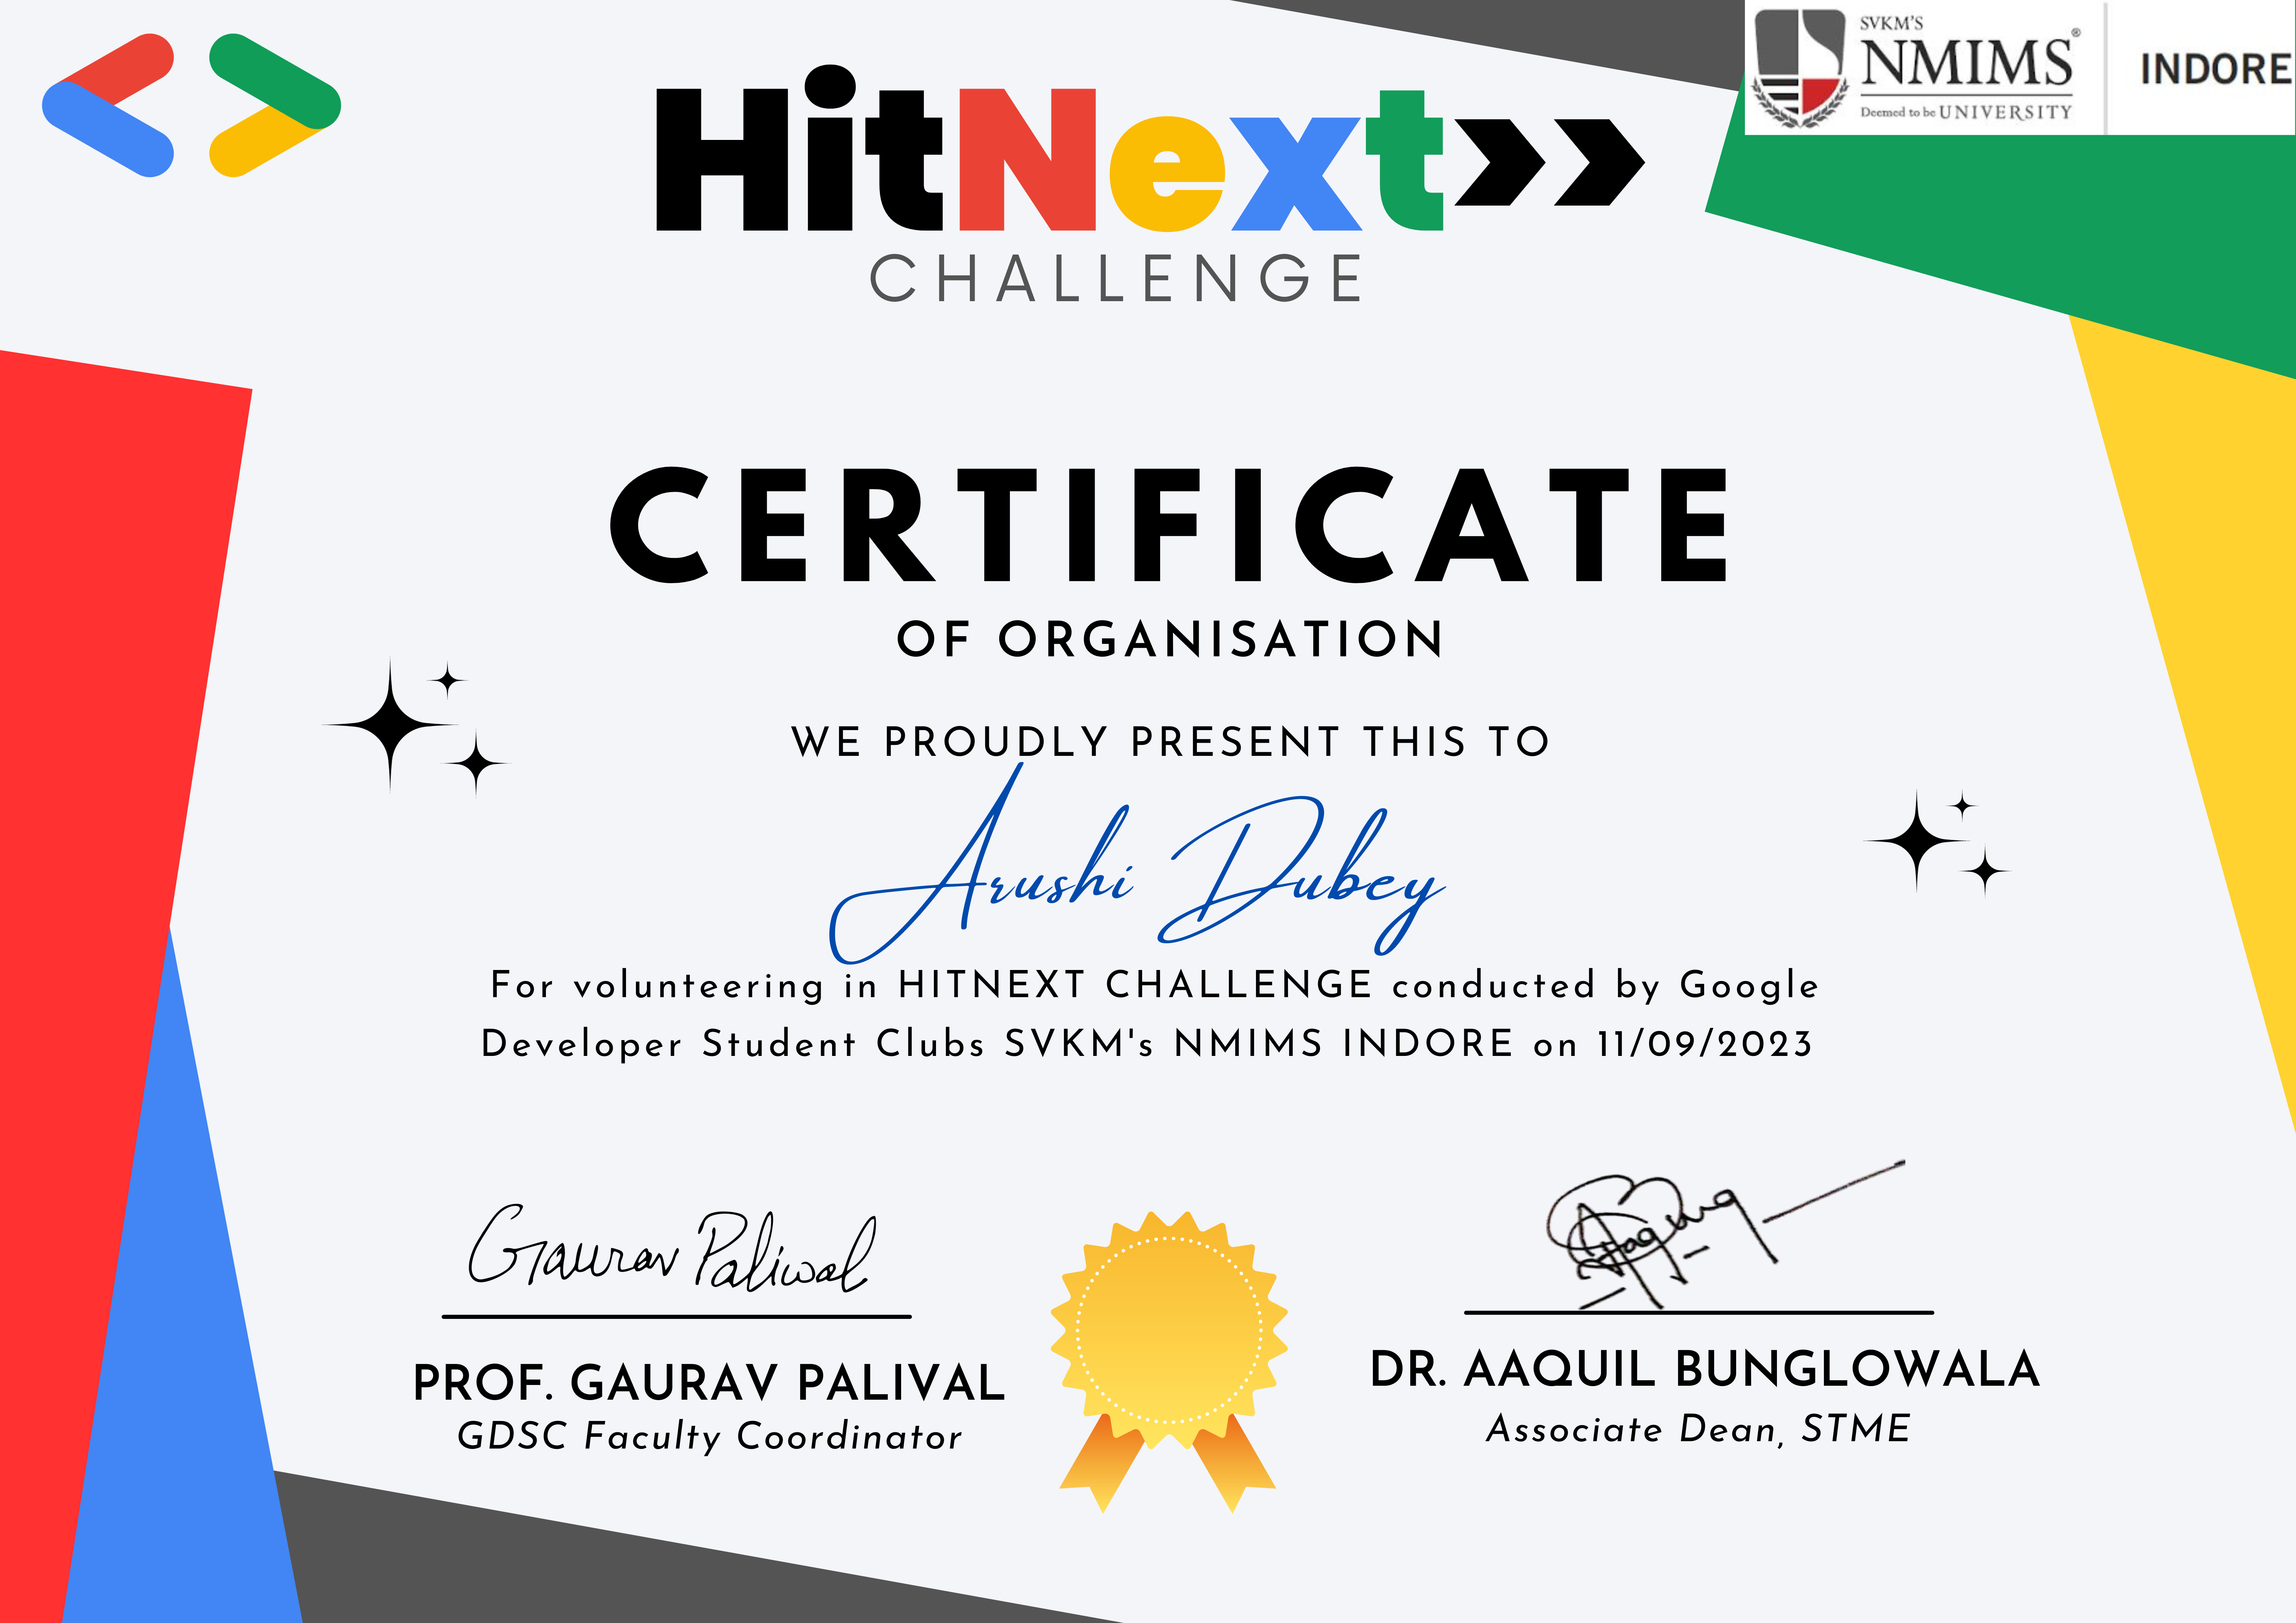 HitNext
CHALLENGE
SVKM'S
NMIMS®
Deemed to be UNIVERSITY
INDORE
CERTIFICATE
OF ORGANISATION
WE PROUDLY PRESENT THIS TO
Arushi Dubey
For volunteering in HITNEXT CHALLENGE conducted by Google
Developer Student Clubs SVKM's NMIMS INDORE on 11/09/2023
Gaurav Paliwal
PROF. GAURAV PALIVAL
GDSC Faculty Coordinator
DR. AAQUIL BUNGLOWALA
Associate Dean, STME